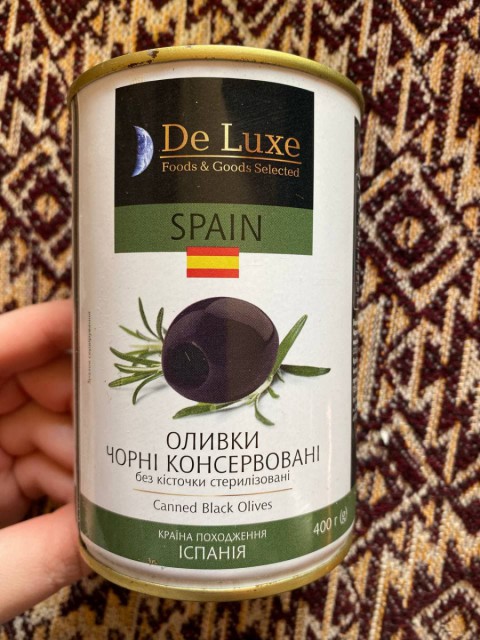 De Luxe
Foods & Goods Selected
SPAIN
ОЛИВКИ
ЧОРНІ КОНСЕРВОВАНІ
без кісточки стерилізовані
Canned Black Olives
КРАЇНА ПОХОДЖЕННЯ
ІСПАНІЯ
400 г (g)